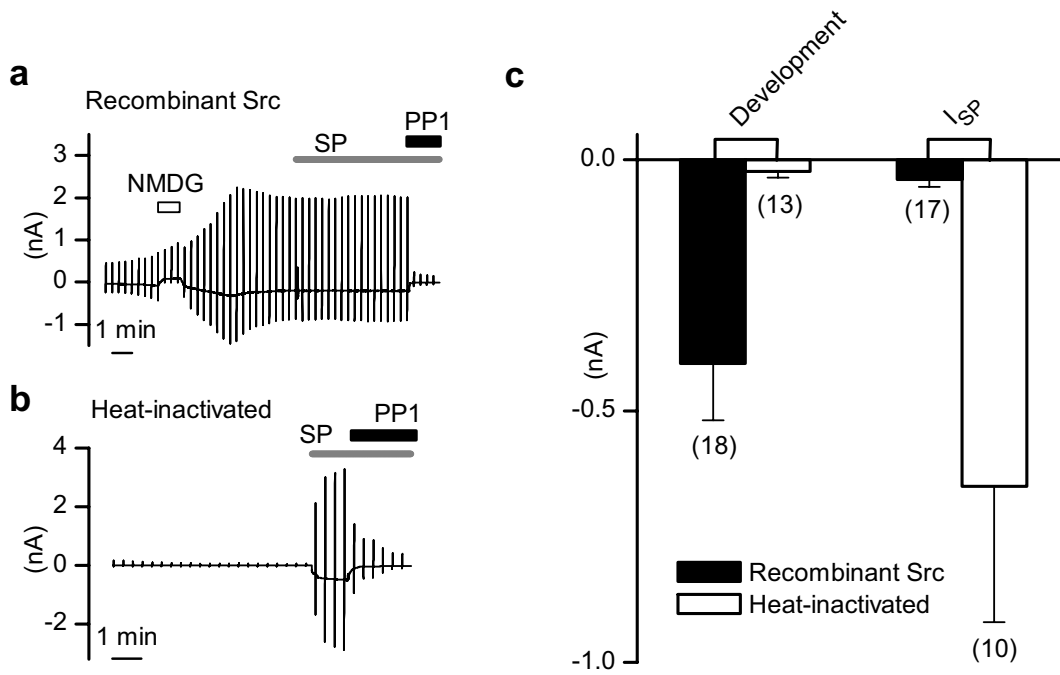 a
Recombinant Src
PP1
SP
NMDG
3
2
1
0
-1
(nA)
1 min
b
Heat-inactivated
PP1
SP
4
2
0
-2
(nA)
1 min
c
Development
I_SP
0.0
-0.5
-1.0
(nA)
(13)
(17)
(18)
(10)
Recombinant Src
Heat-inactivated